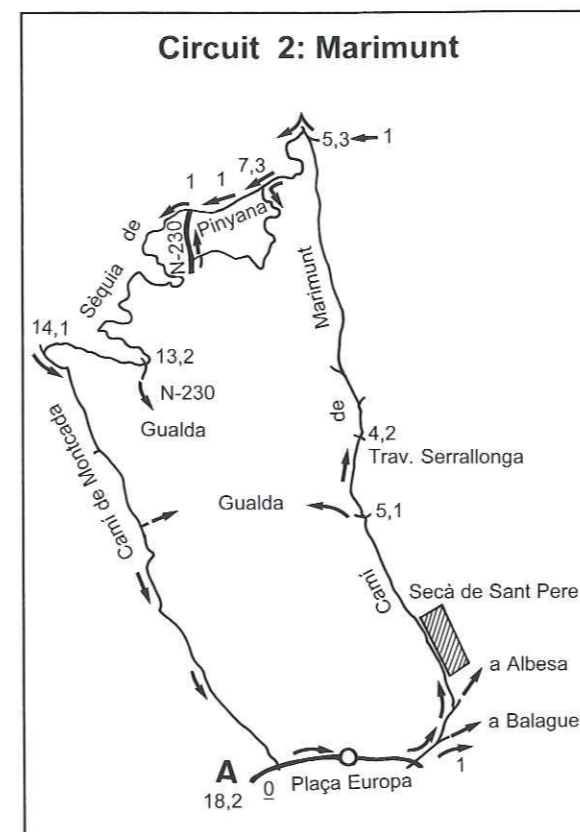 Circuit 2: Marimunt
5,3 1
7,3
1
1
Pinyana
de
N-230
Sèquia
Marimunt
14,1
13,2
N-230
Gualda
de
4,2
Trav. Serrallonga
Camí de Montcada
Gualda
5,1
Camí
Secà de Sant Pere
a Albesa
a Balague
1
A
0
Plaça Europa
18,2